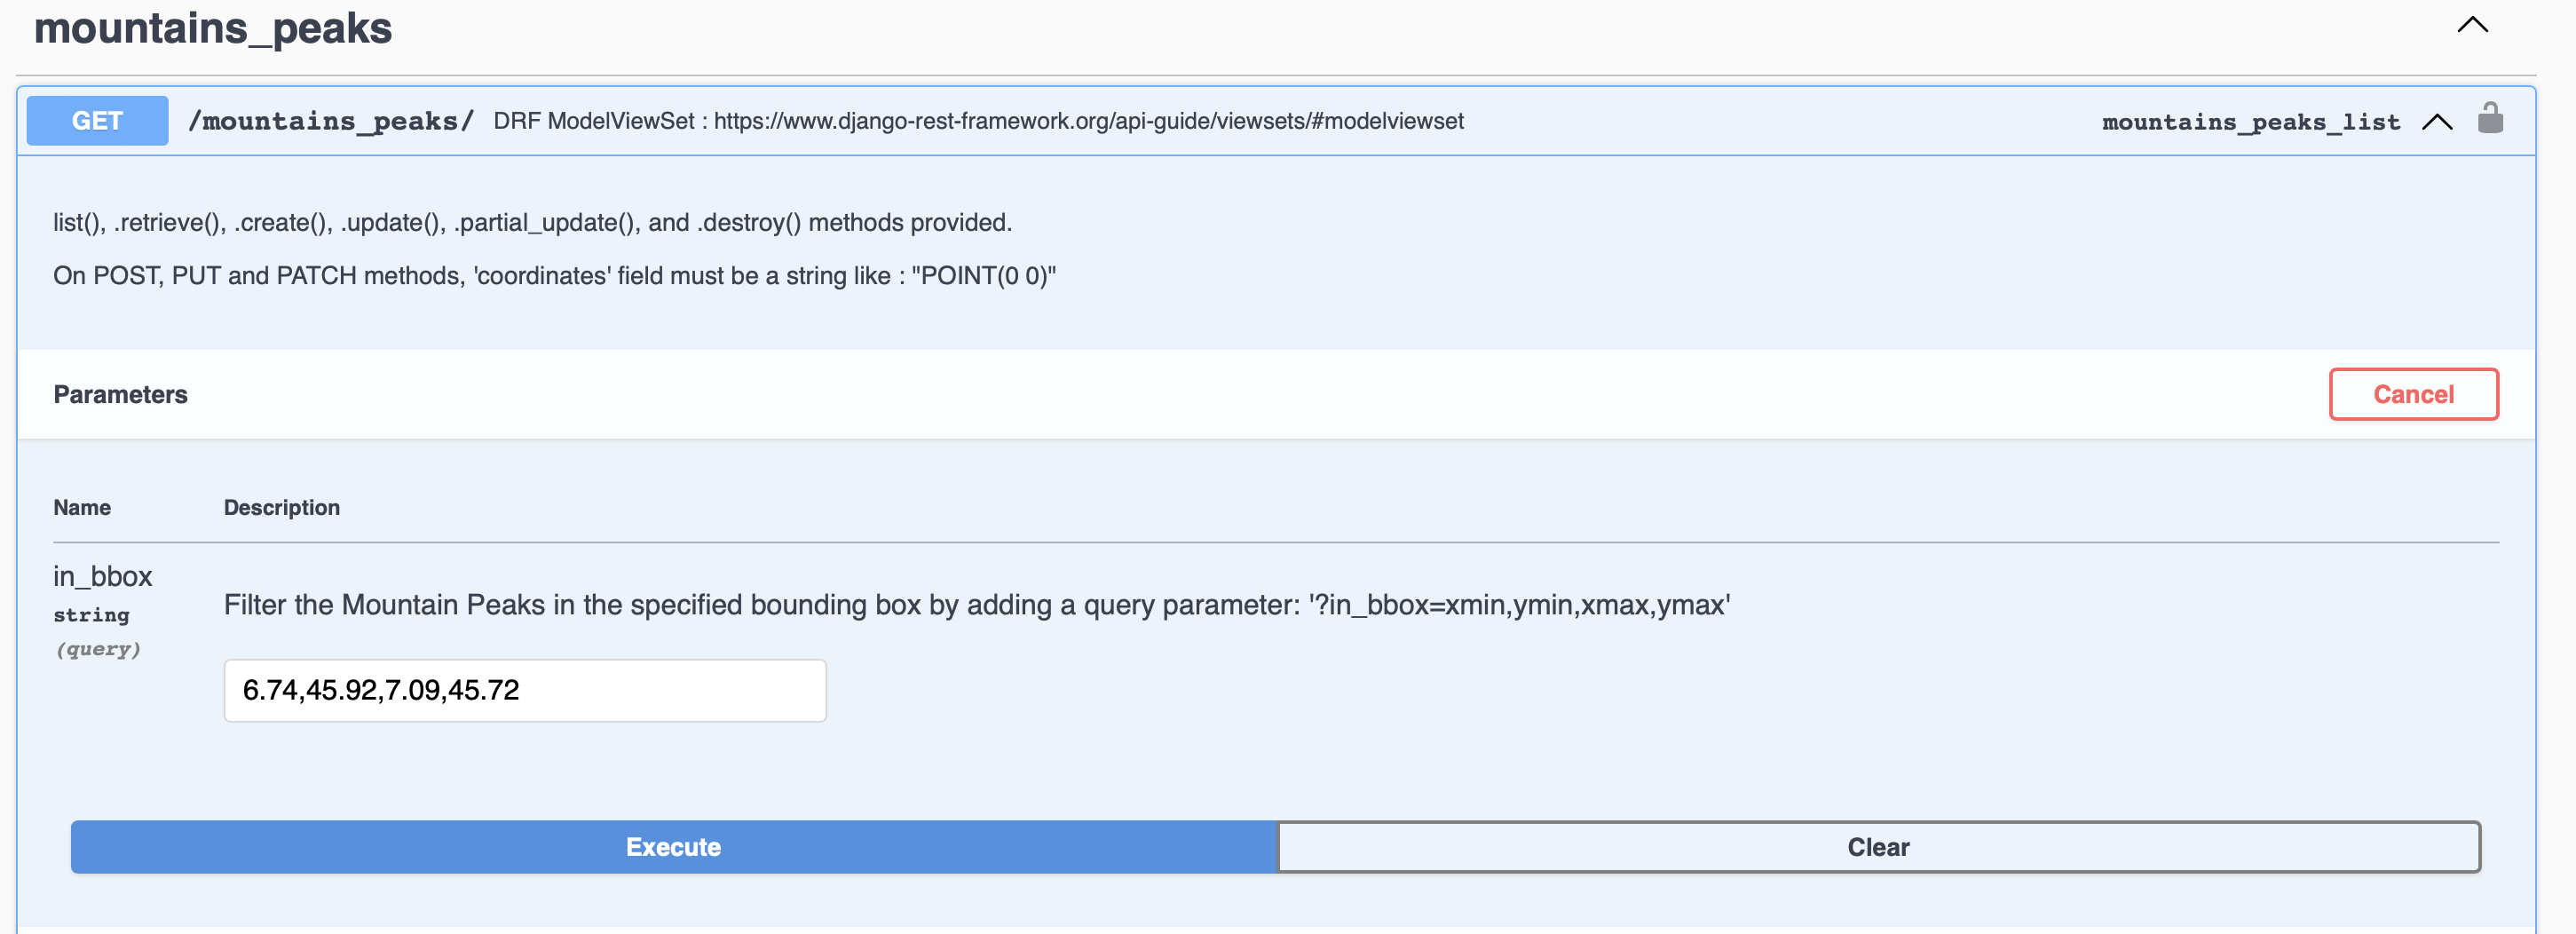 mountains_peaks
GET /mountains_peaks/ DRF ModelViewSet : https://www.django-rest-framework.org/api-guide/viewsets/#modelviewset mountains_peaks_list
list(), .retrieve(), .create(), .update(), .partial_update(), and .destroy() methods provided.
On POST, PUT and PATCH methods, 'coordinates' field must be a string like : "POINT(0 0)"
Parameters Cancel
Name Description
in_bbox
string
(query)
Filter the Mountain Peaks in the specified bounding box by adding a query parameter: '?in_bbox=xmin,ymin,xmax,ymax'
6.74,45.92,7.09,45.72
Execute Clear